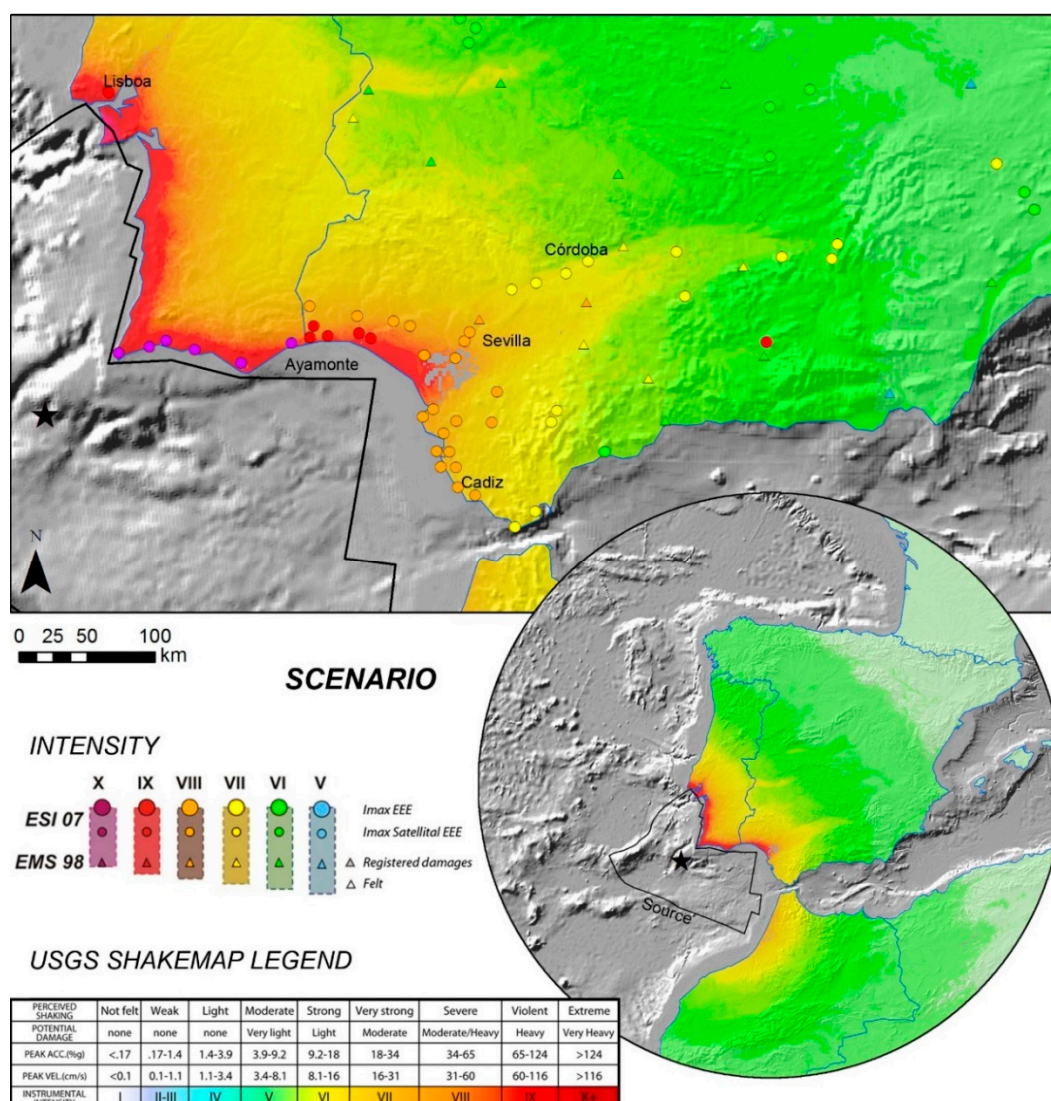 Lisboa
Córdoba
Sevilla
Ayamonte
Cadiz
N
0 25 50 100
km
SCENARIO
INTENSITY
X IX VIII VII VI V
ESI 07
Imax EEE
Imax Satellital EEE
EMS 98
Registered damages
Felt
Source
USGS SHAKEMAP LEGEND
PERCEIVED SHAKING Not felt Weak Light Moderate Strong Very strong Severe Violent Extreme
POTENTIAL DAMAGE none none none Very light Light Moderate Moderate/Heavy Heavy Very Heavy
PEAK ACC.(%g) <.17 .17-1.4 1.4-3.9 3.9-9.2 9.2-18 18-34 34-65 65-124 >124
PEAK VEL.(cm/s) <0.1 0.1-1.1 1.1-3.4 3.4-8.1 8.1-16 16-31 31-60 60-116 >116
INSTRUMENTAL INTENSITY I II-III IV V VI VII VIII IX X+